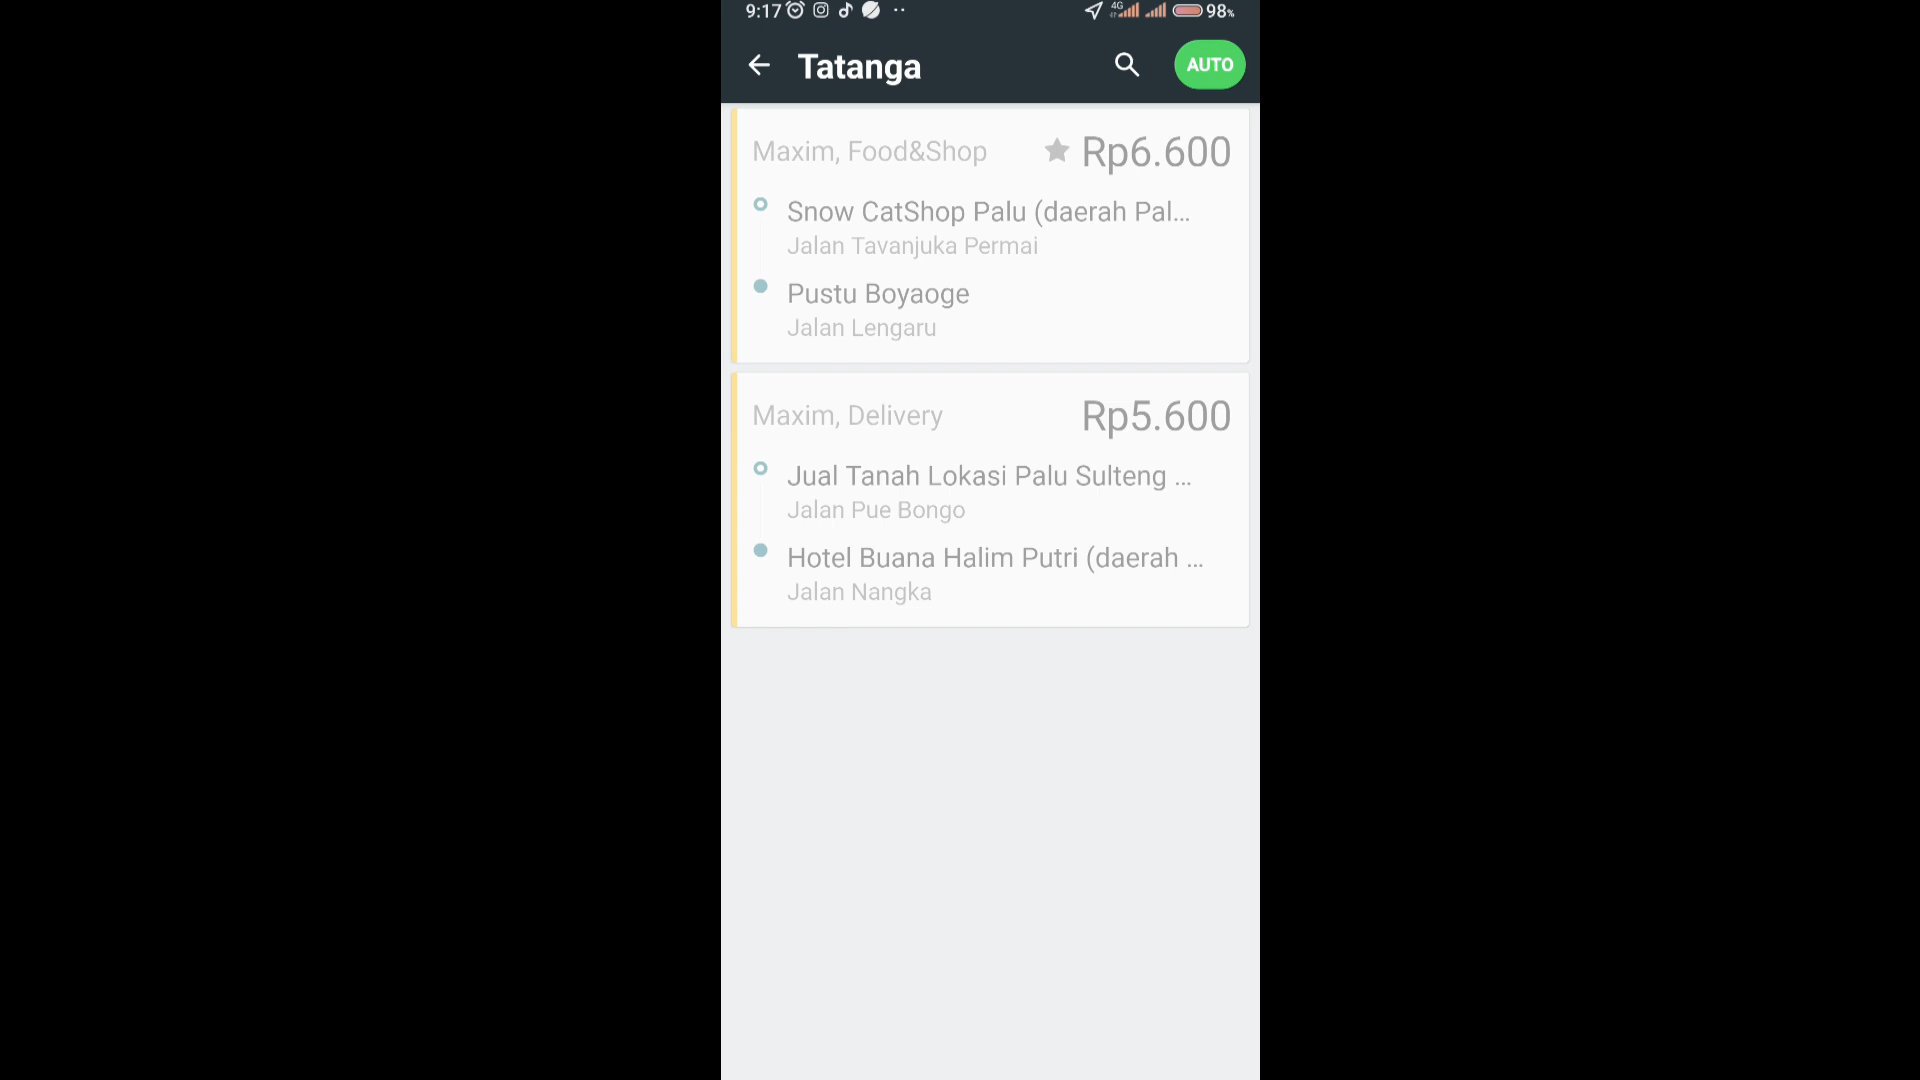 9:17
4G
98%
Tatanga
AUTO
Maxim, Food&Shop
Rp6.600
Snow CatShop Palu (daerah Pal...
Jalan Tavanjuka Permai
Pustu Boyaoge
Jalan Lengaru
Maxim, Delivery
Rp5.600
Jual Tanah Lokasi Palu Sulteng ...
Jalan Pue Bongo
Hotel Buana Halim Putri (daerah ...
Jalan Nangka